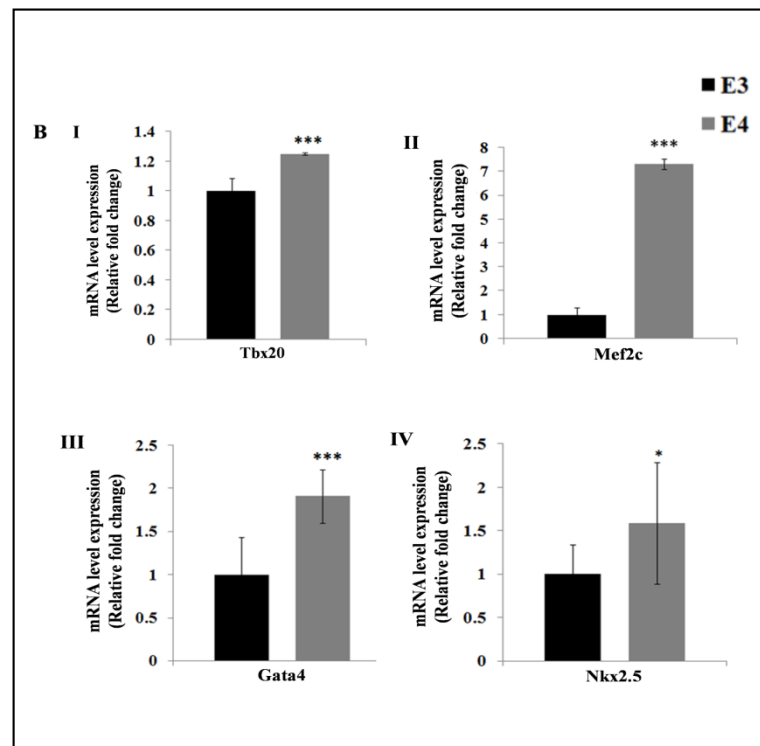 E3
E4
B I
mRNA level expression
(Relative fold change)
1.4
1.2
1
0.8
0.6
0.4
0.2
0
***
Tbx20
II
mRNA level expression
(Relative fold change)
8
7
6
5
4
3
2
1
0
***
Mef2c
III
mRNA level expression
(Relative fold change)
2.5
2
1.5
1
0.5
0
***
Gata4
IV
mRNA level expression
(Relative fold change)
2.5
2
1.5
1
0.5
0
*
Nkx2.5